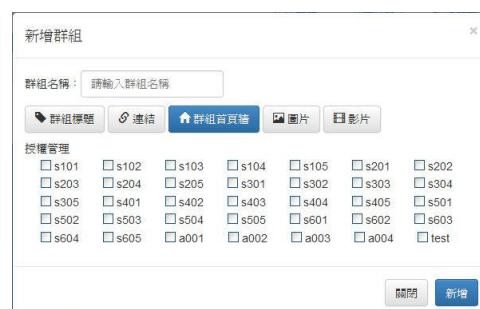 新增群組
×
群組名稱： 請輸入群組名稱
群組標題 連結 群組首頁牆 圖片 影片
授權管理
s101 s102 s103 s104 s105 s201 s202
s203 s204 s205 s301 s302 s303 s304
s305 s401 s402 s403 s404 s405 s501
s502 s503 s504 s505 s601 s602 s603
s604 s605 a001 a002 a003 a004 test
關閉 新增